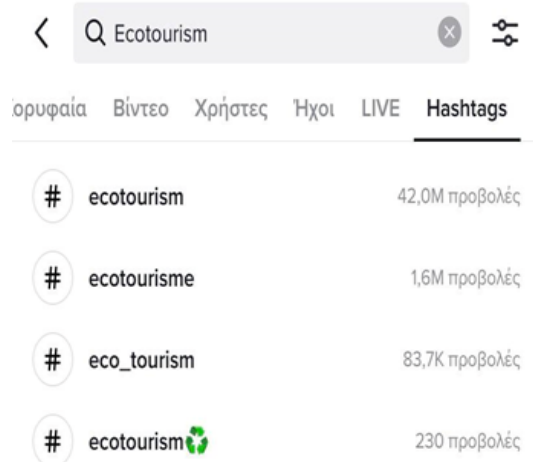 Ecotourism
ορυφαία Βίντεο Χρήστες Ήχοι LIVE Hashtags
# ecotourism 42,0M προβολές
# ecotourisme 1,6M προβολές
# eco_tourism 83,7K προβολές
# ecotourism♻️ 230 προβολές